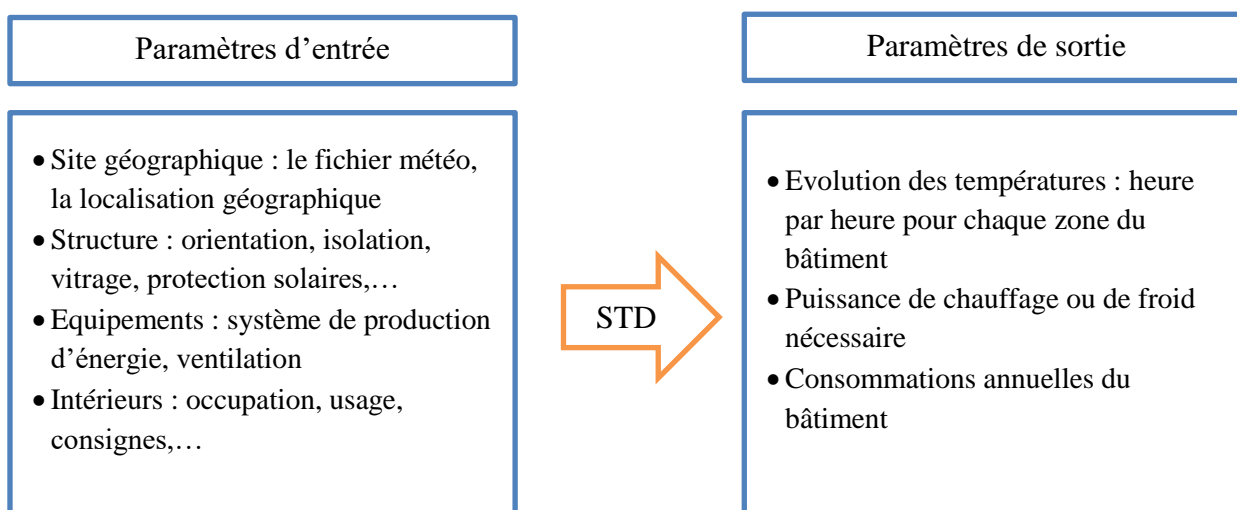 Paramètres d'entrée
• Site géographique : le fichier météo,
la localisation géographique
• Structure : orientation, isolation,
vitrage, protection solaires,…
• Equipements : système de production
d'énergie, ventilation
• Intérieurs : occupation, usage,
consignes,…
STD
Paramètres de sortie
• Evolution des températures : heure
par heure pour chaque zone du
bâtiment
• Puissance de chauffage ou de froid
nécessaire
• Consommations annuelles du
bâtiment